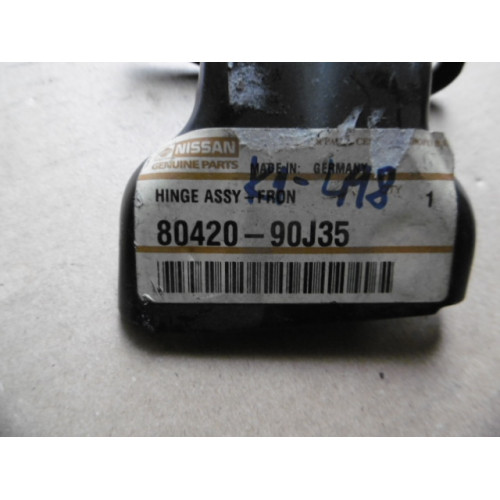 NISSAN
GENUINE PARTS
MADE IN: GERMANY
HINGE ASSY-FRON 1
80420-90J35